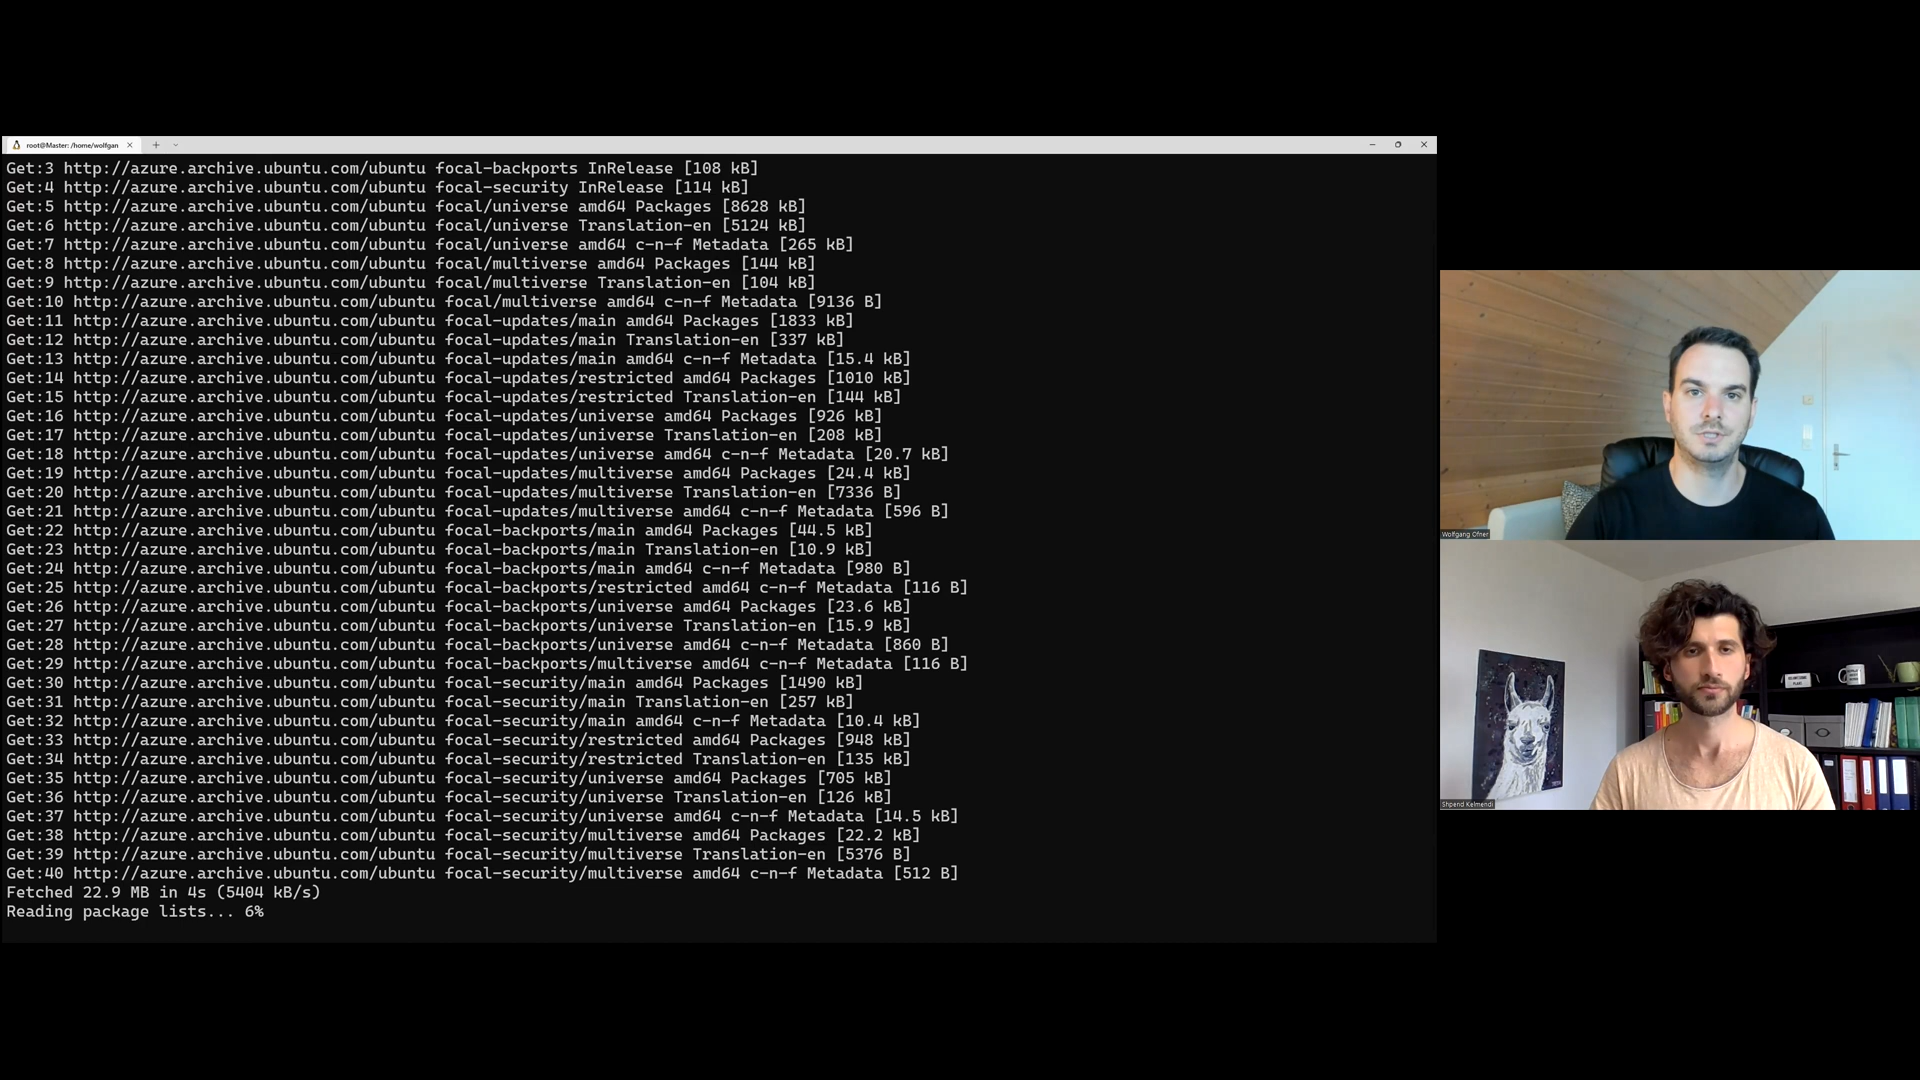 root@Master: /home/wolfgan
Get:3 http://azure.archive.ubuntu.com/ubuntu focal-backports InRelease [108 kB]
Get:4 http://azure.archive.ubuntu.com/ubuntu focal-security InRelease [114 kB]
Get:5 http://azure.archive.ubuntu.com/ubuntu focal/universe amd64 Packages [8628 kB]
Get:6 http://azure.archive.ubuntu.com/ubuntu focal/universe Translation-en [5124 kB]
Get:7 http://azure.archive.ubuntu.com/ubuntu focal/universe amd64 c-n-f Metadata [265 kB]
Get:8 http://azure.archive.ubuntu.com/ubuntu focal/multiverse amd64 Packages [144 kB]
Get:9 http://azure.archive.ubuntu.com/ubuntu focal/multiverse Translation-en [104 kB]
Get:10 http://azure.archive.ubuntu.com/ubuntu focal/multiverse amd64 c-n-f Metadata [9136 B]
Get:11 http://azure.archive.ubuntu.com/ubuntu focal-updates/main amd64 Packages [1833 kB]
Get:12 http://azure.archive.ubuntu.com/ubuntu focal-updates/main Translation-en [337 kB]
Get:13 http://azure.archive.ubuntu.com/ubuntu focal-updates/main amd64 c-n-f Metadata [15.4 kB]
Get:14 http://azure.archive.ubuntu.com/ubuntu focal-updates/restricted amd64 Packages [1010 kB]
Get:15 http://azure.archive.ubuntu.com/ubuntu focal-updates/restricted Translation-en [144 kB]
Get:16 http://azure.archive.ubuntu.com/ubuntu focal-updates/universe amd64 Packages [926 kB]
Get:17 http://azure.archive.ubuntu.com/ubuntu focal-updates/universe Translation-en [208 kB]
Get:18 http://azure.archive.ubuntu.com/ubuntu focal-updates/universe amd64 c-n-f Metadata [20.7 kB]
Get:19 http://azure.archive.ubuntu.com/ubuntu focal-updates/multiverse amd64 Packages [24.4 kB]
Get:20 http://azure.archive.ubuntu.com/ubuntu focal-updates/multiverse Translation-en [7336 B]
Get:21 http://azure.archive.ubuntu.com/ubuntu focal-updates/multiverse amd64 c-n-f Metadata [596 B]
Get:22 http://azure.archive.ubuntu.com/ubuntu focal-backports/main amd64 Packages [44.5 kB]
Get:23 http://azure.archive.ubuntu.com/ubuntu focal-backports/main Translation-en [10.9 kB]
Get:24 http://azure.archive.ubuntu.com/ubuntu focal-backports/main amd64 c-n-f Metadata [980 B]
Get:25 http://azure.archive.ubuntu.com/ubuntu focal-backports/restricted amd64 c-n-f Metadata [116 B]
Get:26 http://azure.archive.ubuntu.com/ubuntu focal-backports/universe amd64 Packages [23.6 kB]
Get:27 http://azure.archive.ubuntu.com/ubuntu focal-backports/universe Translation-en [15.9 kB]
Get:28 http://azure.archive.ubuntu.com/ubuntu focal-backports/universe amd64 c-n-f Metadata [860 B]
Get:29 http://azure.archive.ubuntu.com/ubuntu focal-backports/multiverse amd64 c-n-f Metadata [116 B]
Get:30 http://azure.archive.ubuntu.com/ubuntu focal-security/main amd64 Packages [1490 kB]
Get:31 http://azure.archive.ubuntu.com/ubuntu focal-security/main Translation-en [257 kB]
Get:32 http://azure.archive.ubuntu.com/ubuntu focal-security/main amd64 c-n-f Metadata [10.4 kB]
Get:33 http://azure.archive.ubuntu.com/ubuntu focal-security/restricted amd64 Packages [948 kB]
Get:34 http://azure.archive.ubuntu.com/ubuntu focal-security/restricted Translation-en [135 kB]
Get:35 http://azure.archive.ubuntu.com/ubuntu focal-security/universe amd64 Packages [705 kB]
Get:36 http://azure.archive.ubuntu.com/ubuntu focal-security/universe Translation-en [126 kB]
Get:37 http://azure.archive.ubuntu.com/ubuntu focal-security/universe amd64 c-n-f Metadata [14.5 kB]
Get:38 http://azure.archive.ubuntu.com/ubuntu focal-security/multiverse amd64 Packages [22.2 kB]
Get:39 http://azure.archive.ubuntu.com/ubuntu focal-security/multiverse Translation-en [5376 B]
Get:40 http://azure.archive.ubuntu.com/ubuntu focal-security/multiverse amd64 c-n-f Metadata [512 B]
Fetched 22.9 MB in 4s (5404 kB/s)
Reading package lists... 6%
Wolfgang Ofner
Shpend Kelmendi